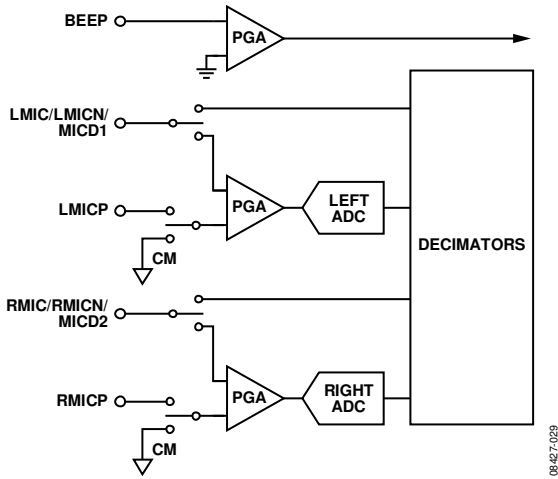 BEEP
PGA
LMIC/LMICN/
MICD1
LMICP
CM
PGA
LEFT
ADC
DECIMATORS
RMIC/RMICN/
MICD2
RMICP
CM
PGA
RIGHT
ADC
08427-029